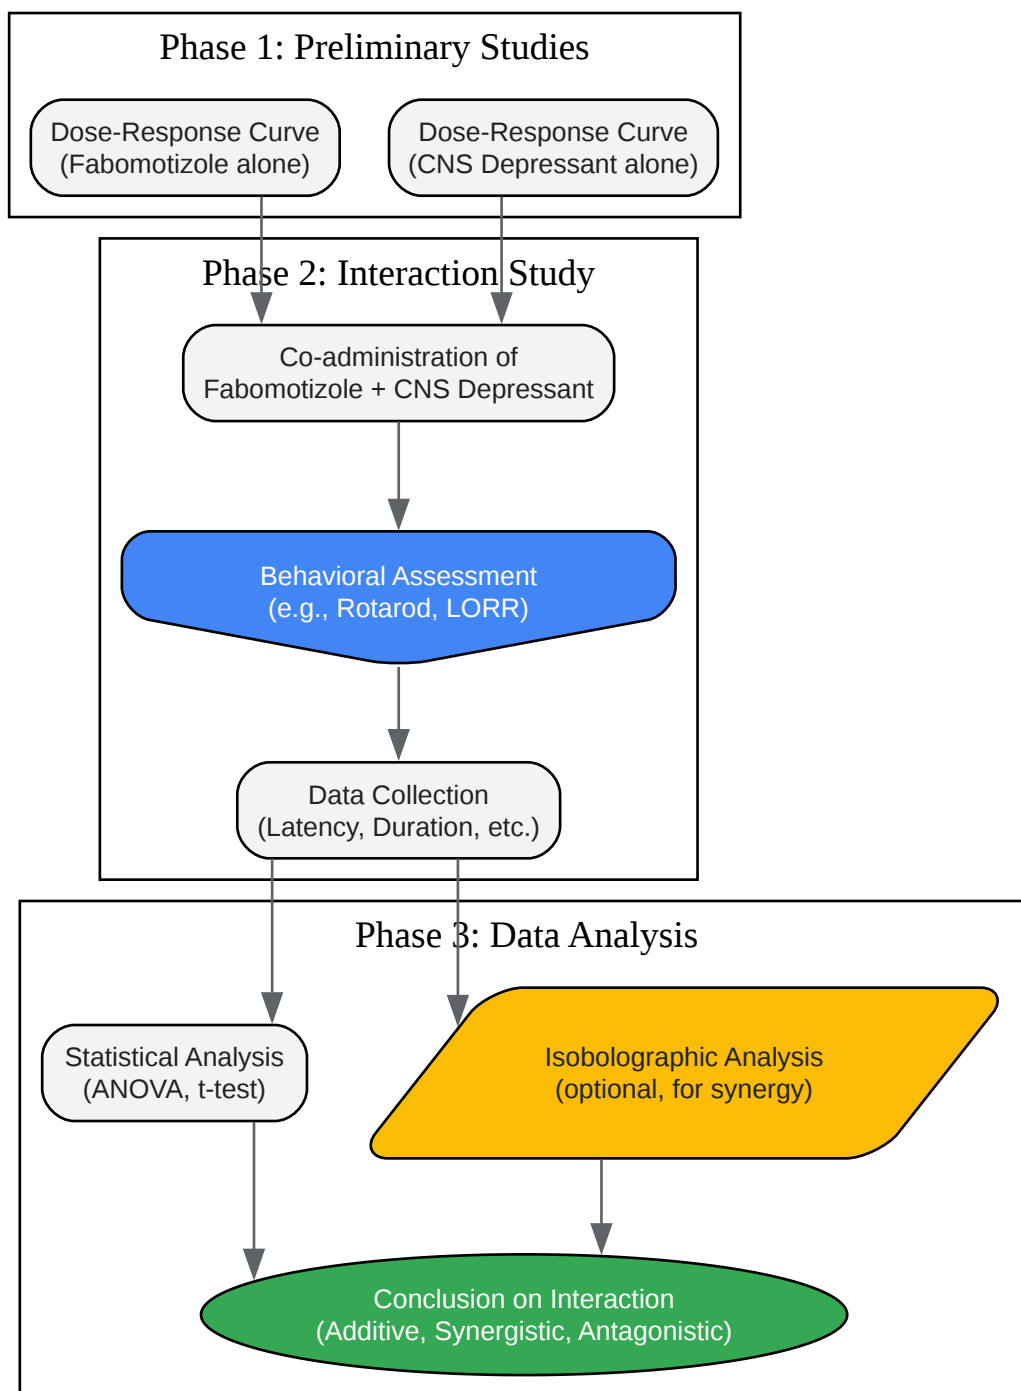 Phase 1: Preliminary Studies
Dose-Response Curve
(Fabomotizole alone)
Dose-Response Curve
(CNS Depressant alone)
Phase 2: Interaction Study
Co-administration of
Fabomotizole + CNS Depressant
Behavioral Assessment
(e.g., Rotarod, LORR)
Data Collection
(Latency, Duration, etc.)
Phase 3: Data Analysis
Statistical Analysis
(ANOVA, t-test)
Isobolographic Analysis
(optional, for synergy)
Conclusion on Interaction
(Additive, Synergistic, Antagonistic)